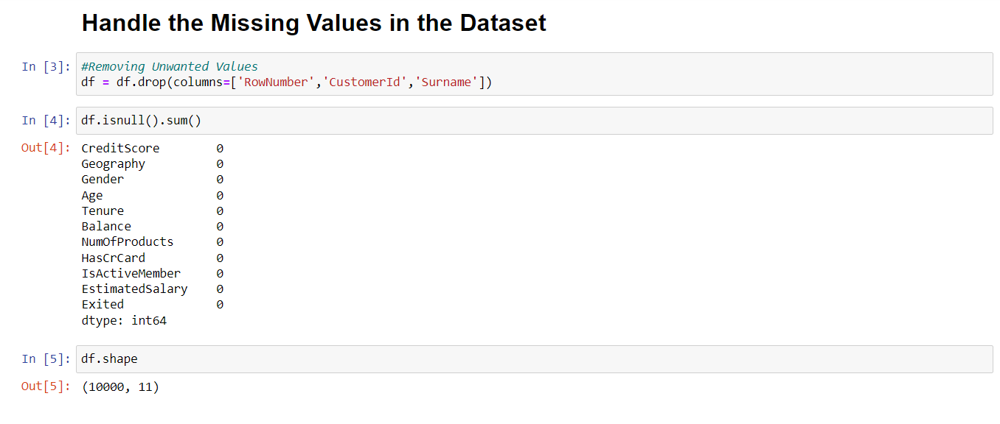 Handle the Missing Values in the Dataset
In [3]: #Removing Unwanted Values
df = df.drop(columns=['RowNumber','CustomerId','Surname'])
In [4]: df.isnull().sum()
Out[4]: CreditScore 0
Geography 0
Gender 0
Age 0
Tenure 0
Balance 0
NumOfProducts 0
HasCrCard 0
IsActiveMember 0
EstimatedSalary 0
Exited 0
dtype: int64
In [5]: df.shape
Out[5]: (10000, 11)